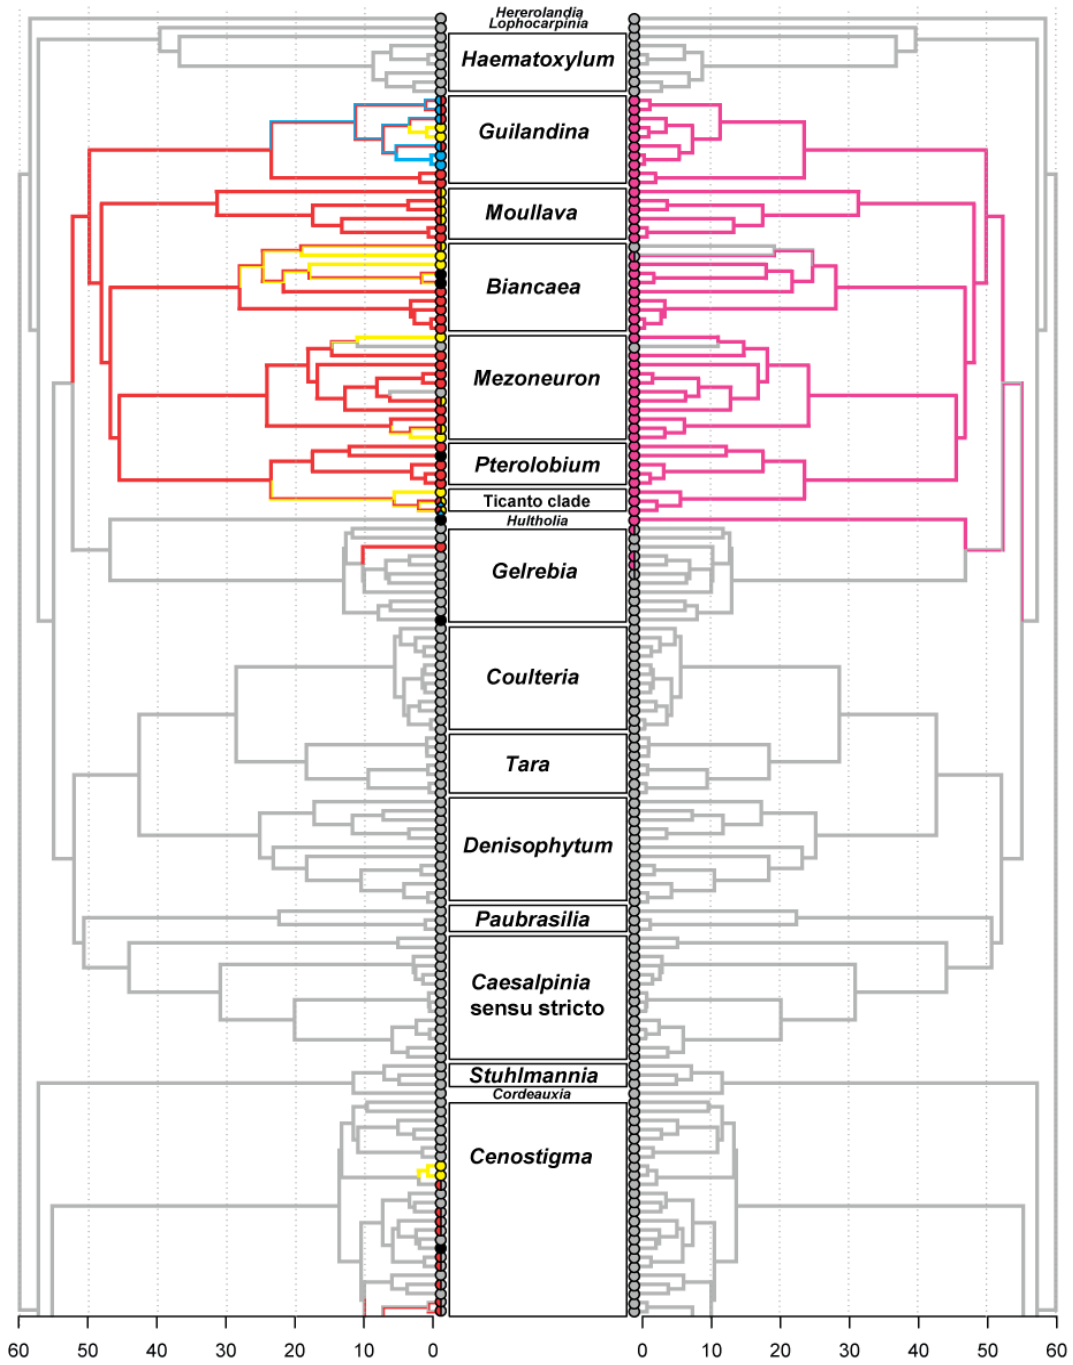 Hererolandia
Lophocarpinia
Haematoxylum
Guilandina
Moullava
Biancaea
Mezoneuron
Pterolobium
Ticanto clade
Hultholia
Gelrebia
Coulteria
Tara
Denisophytum
Paubrasilia
Caesalpinia
sensu stricto
Stuhlmannia
Cordeauxia
Cenostigma
60 50 40 30 20 10 0 0 10 20 30 40 50 60